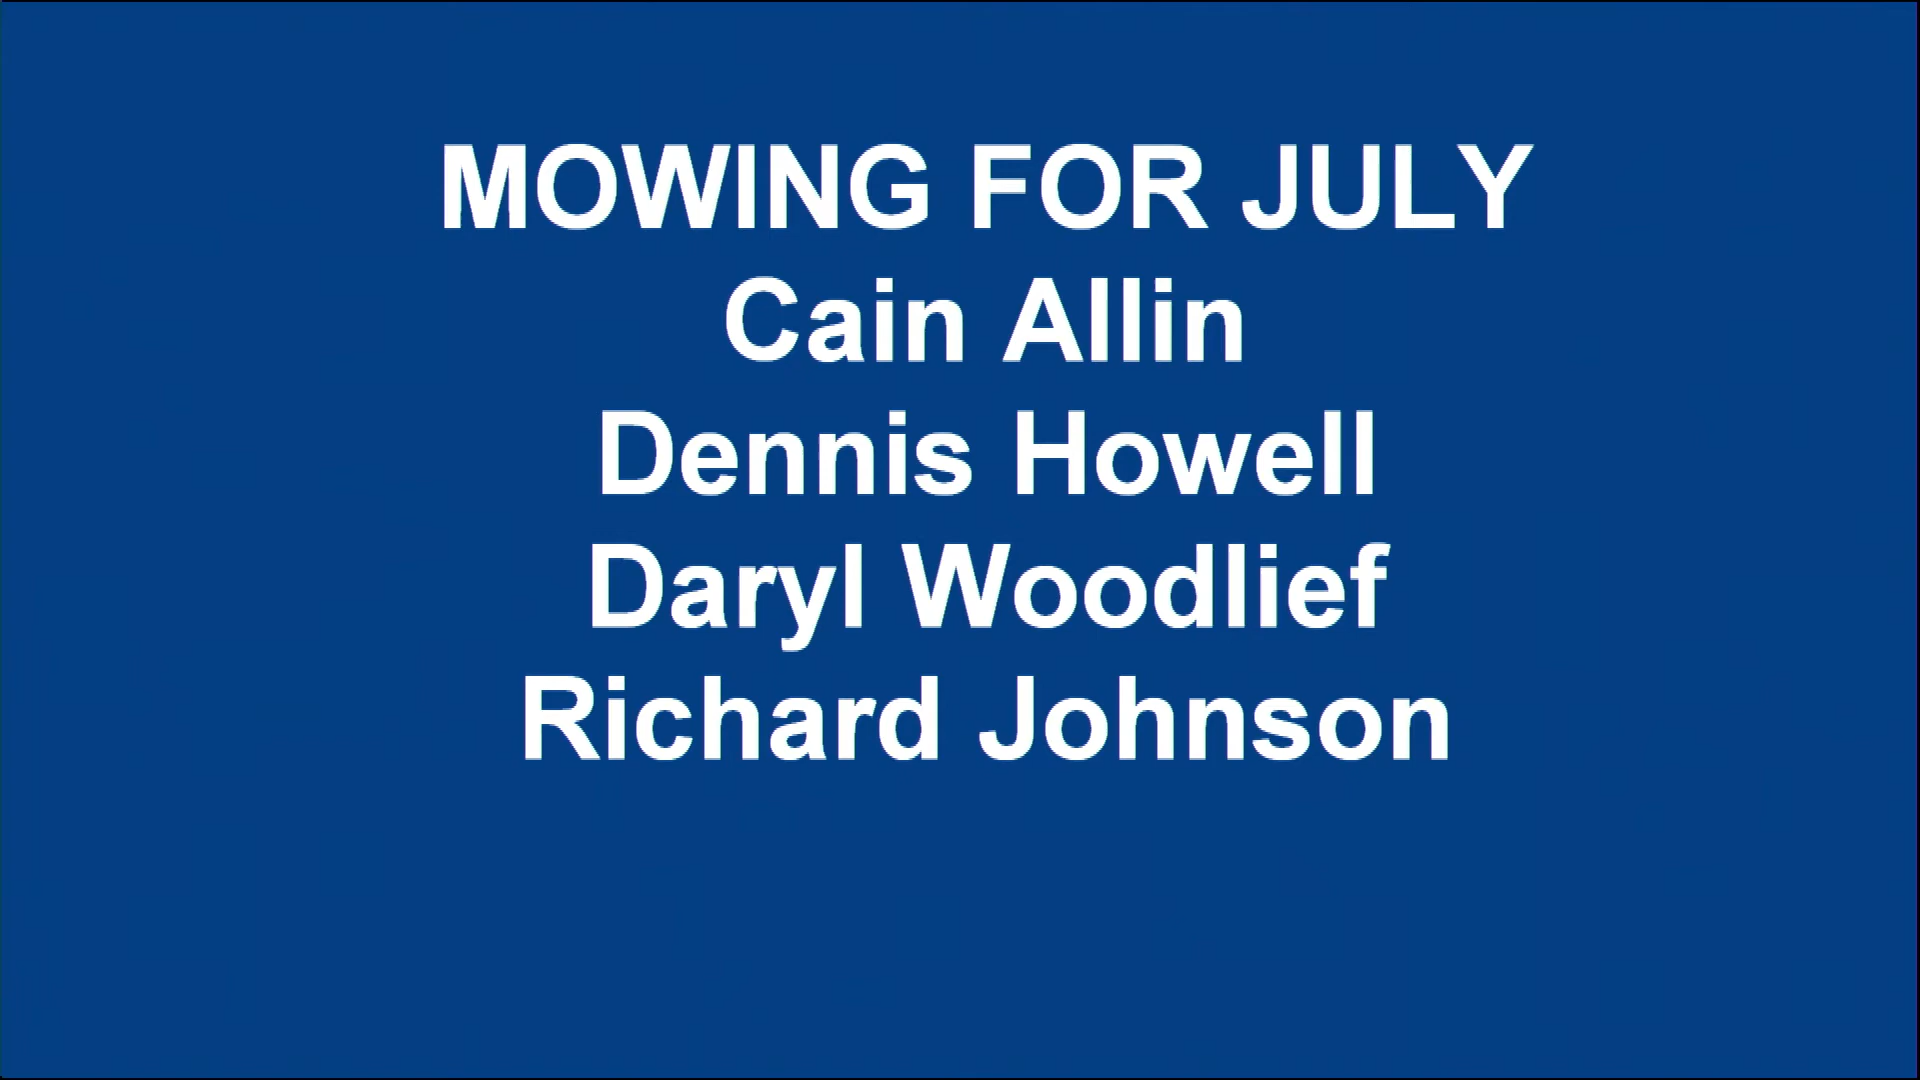 MOWING FOR JULY
Cain Allin
Dennis Howell
Daryl Woodlief
Richard Johnson